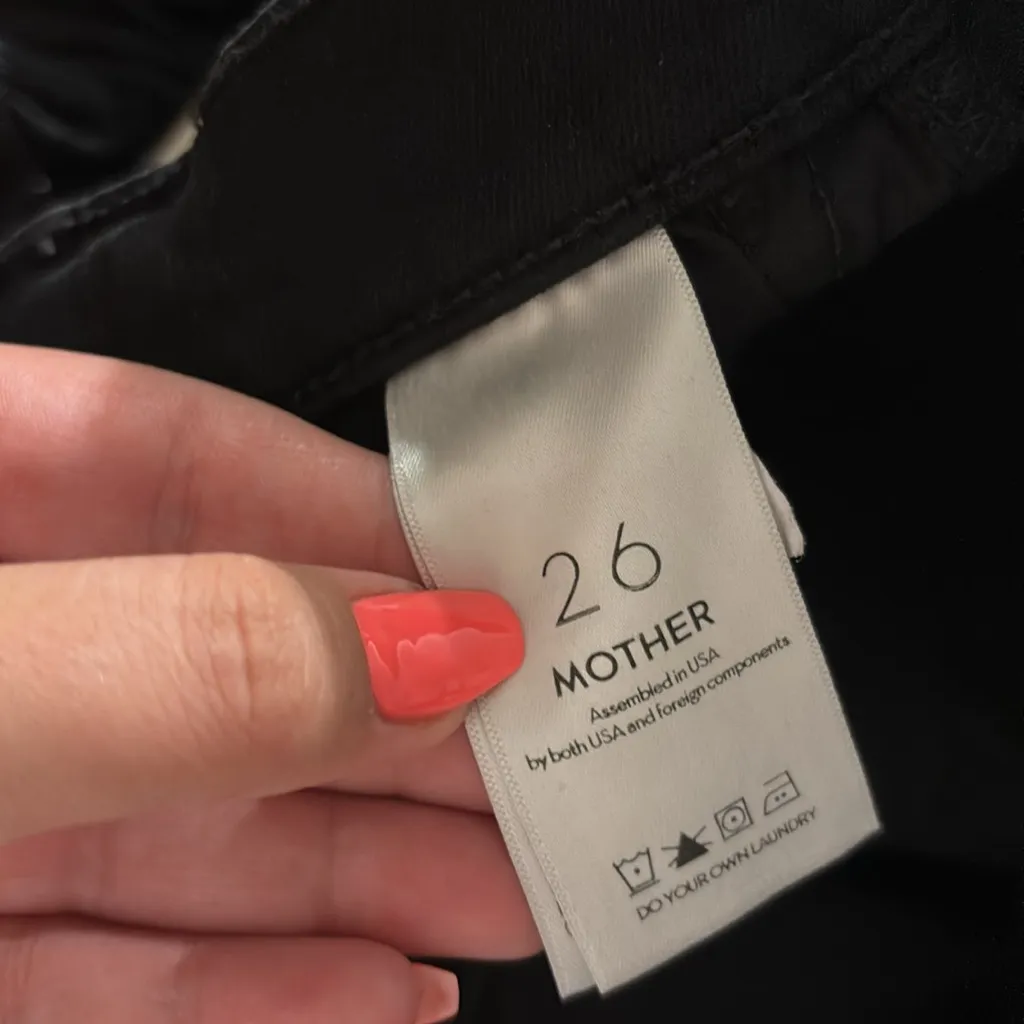 26
MOTHER
Assembled in USA
by both USA and foreign components
DO YOUR OWN LAUNDRY